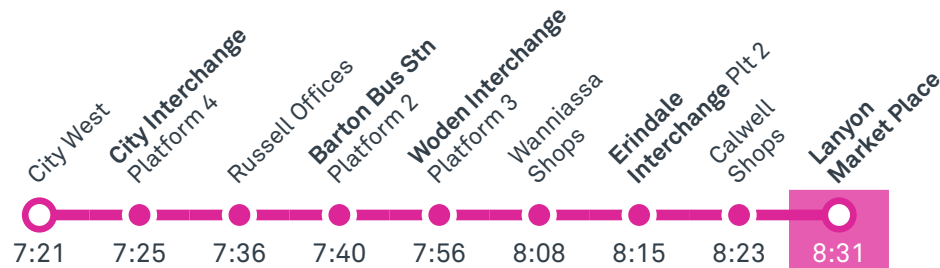 City West
City Interchange
Platform 4
Russell Offices
Barton Bus Stn
Platform 2
Woden Interchange
Platform 3
Wanniassa
Shops
Erindale
Interchange Plt 2
Calwell
Shops
Lanyon
Market Place
7:21 7:25 7:36 7:40 7:56 8:08 8:15 8:23 8:31